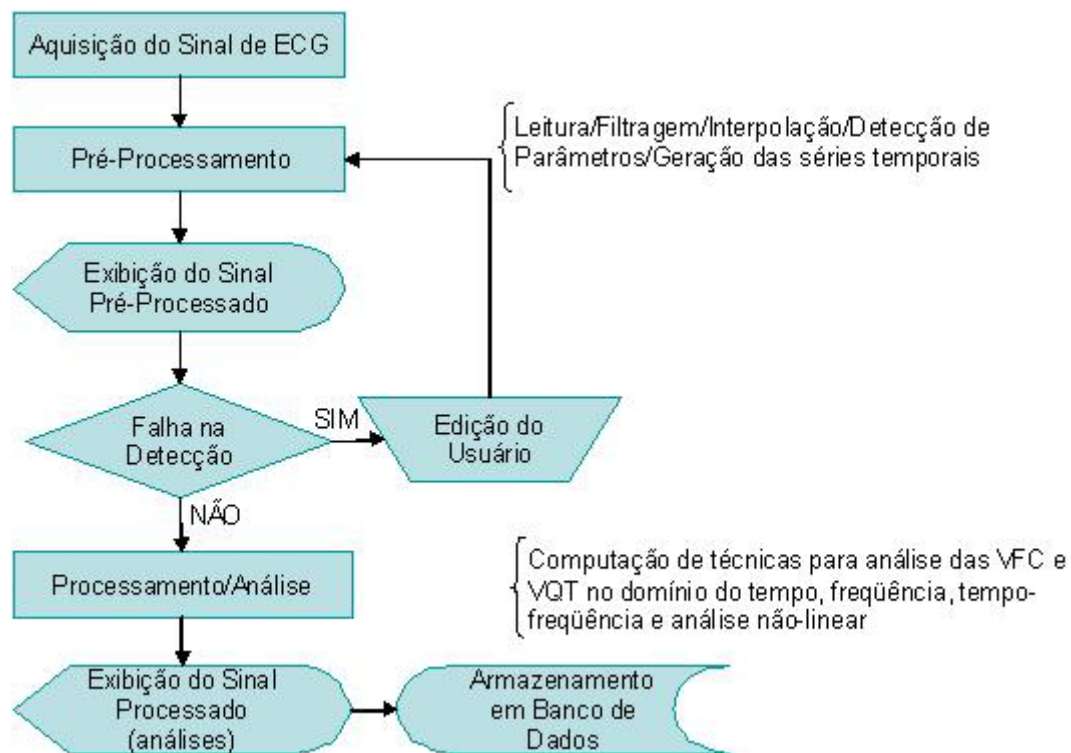 Aquisição do Sinal de ECG
Pré-Processamento
Leitura/Filtragem/Interpolação/Detecção de
Parâmetros/Geração das séries temporais
Exibição do Sinal
Pré-Processado
Falha na
Detecção
SIM
Edição do
Usuário
NÃO
Processamento/Análise
Computação de técnicas para análise das VFC e
VQT no domínio do tempo, freqüência, tempo-
freqüência e análise não-linear
Exibição do Sinal
Processado
(análises)
Armazenamento
em Banco de
Dados